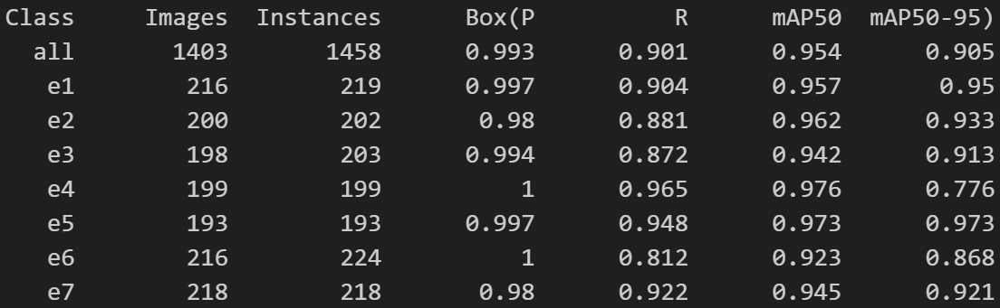 Class Images Instances Box(P R mAP50 mAP50-95)
all 1403 1458 0.993 0.901 0.954 0.905
e1 216 219 0.997 0.904 0.957 0.95
e2 200 202 0.98 0.881 0.962 0.933
e3 198 203 0.994 0.872 0.942 0.913
e4 199 199 1 0.965 0.976 0.776
e5 193 193 0.997 0.948 0.973 0.973
e6 216 224 1 0.812 0.923 0.868
e7 218 218 0.98 0.922 0.945 0.921